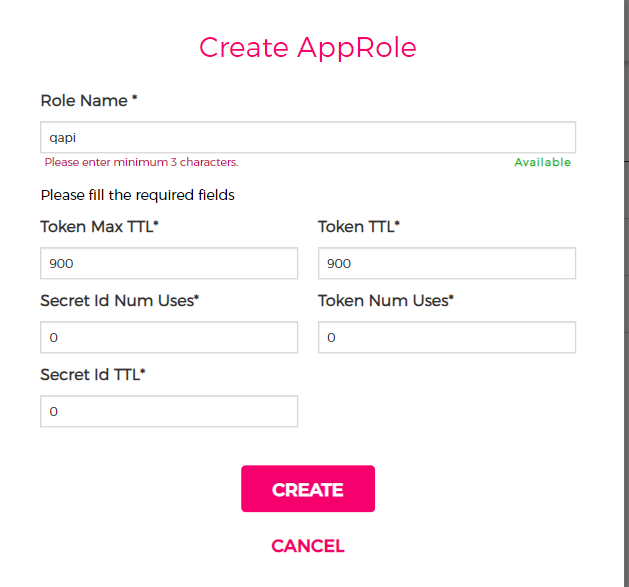 Create AppRole
Role Name *
qapi
Please enter minimum 3 characters. Available
Please fill the required fields
Token Max TTL* Token TTL*
900 900
Secret Id Num Uses* Token Num Uses*
0 0
Secret Id TTL*
0
CREATE
CANCEL